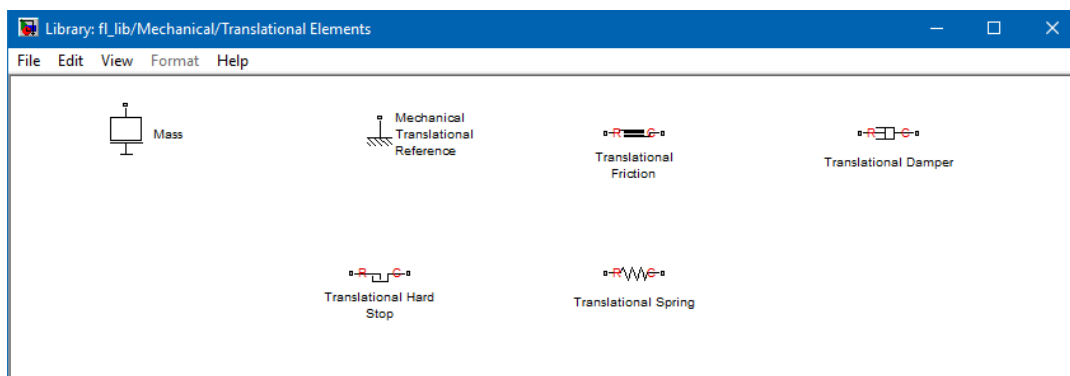 Library: fl_lib/Mechanical/Translational Elements
File Edit View Format Help
Mass
Mechanical
Translational
Reference
R C
Translational
Friction
R C
Translational Damper
R C
Translational Hard
Stop
R C
Translational Spring